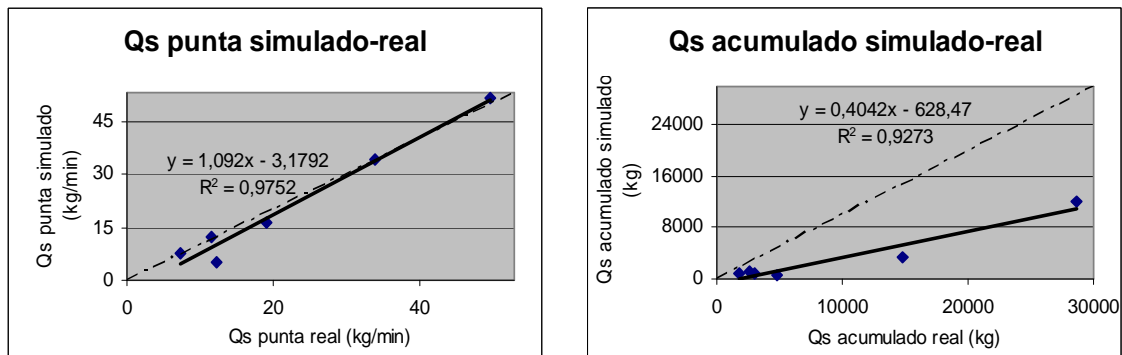 Qs punta simulado-real
Qs punta simulado
(kg/min)
45
30
15
0
y = 1,092x - 3,1792
R² = 0,9752
0 20 40
Qs punta real (kg/min)
Qs acumulado simulado-real
Qs acumulado simulado
(kg)
24000
16000
8000
0
y = 0,4042x - 628,47
R² = 0,9273
0 10000 20000 30000
Qs acumulado real (kg)